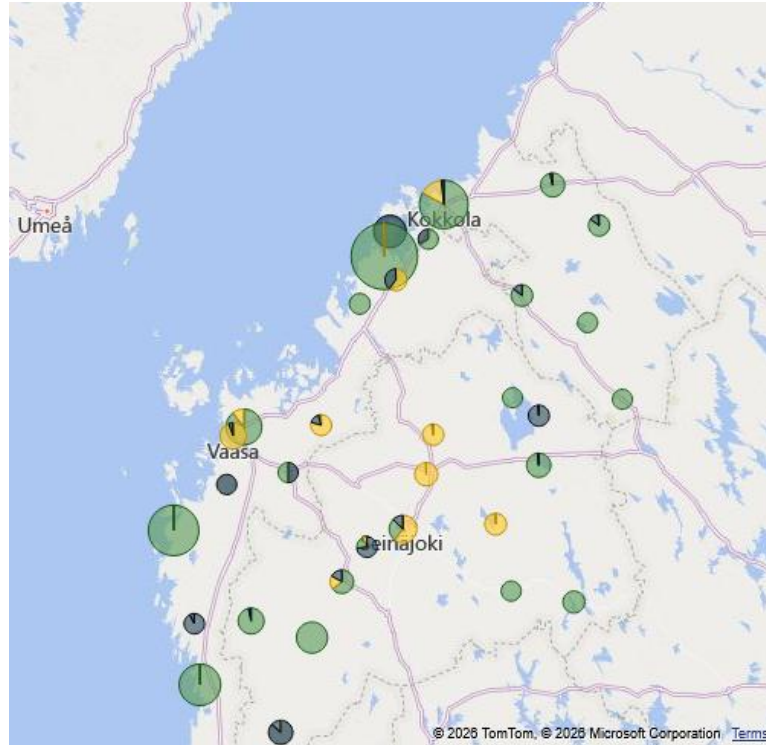 Kokkola
Umeå
Vaasa
Seinäjoki
© 2026 TomTom, © 2026 Microsoft Corporation Terms